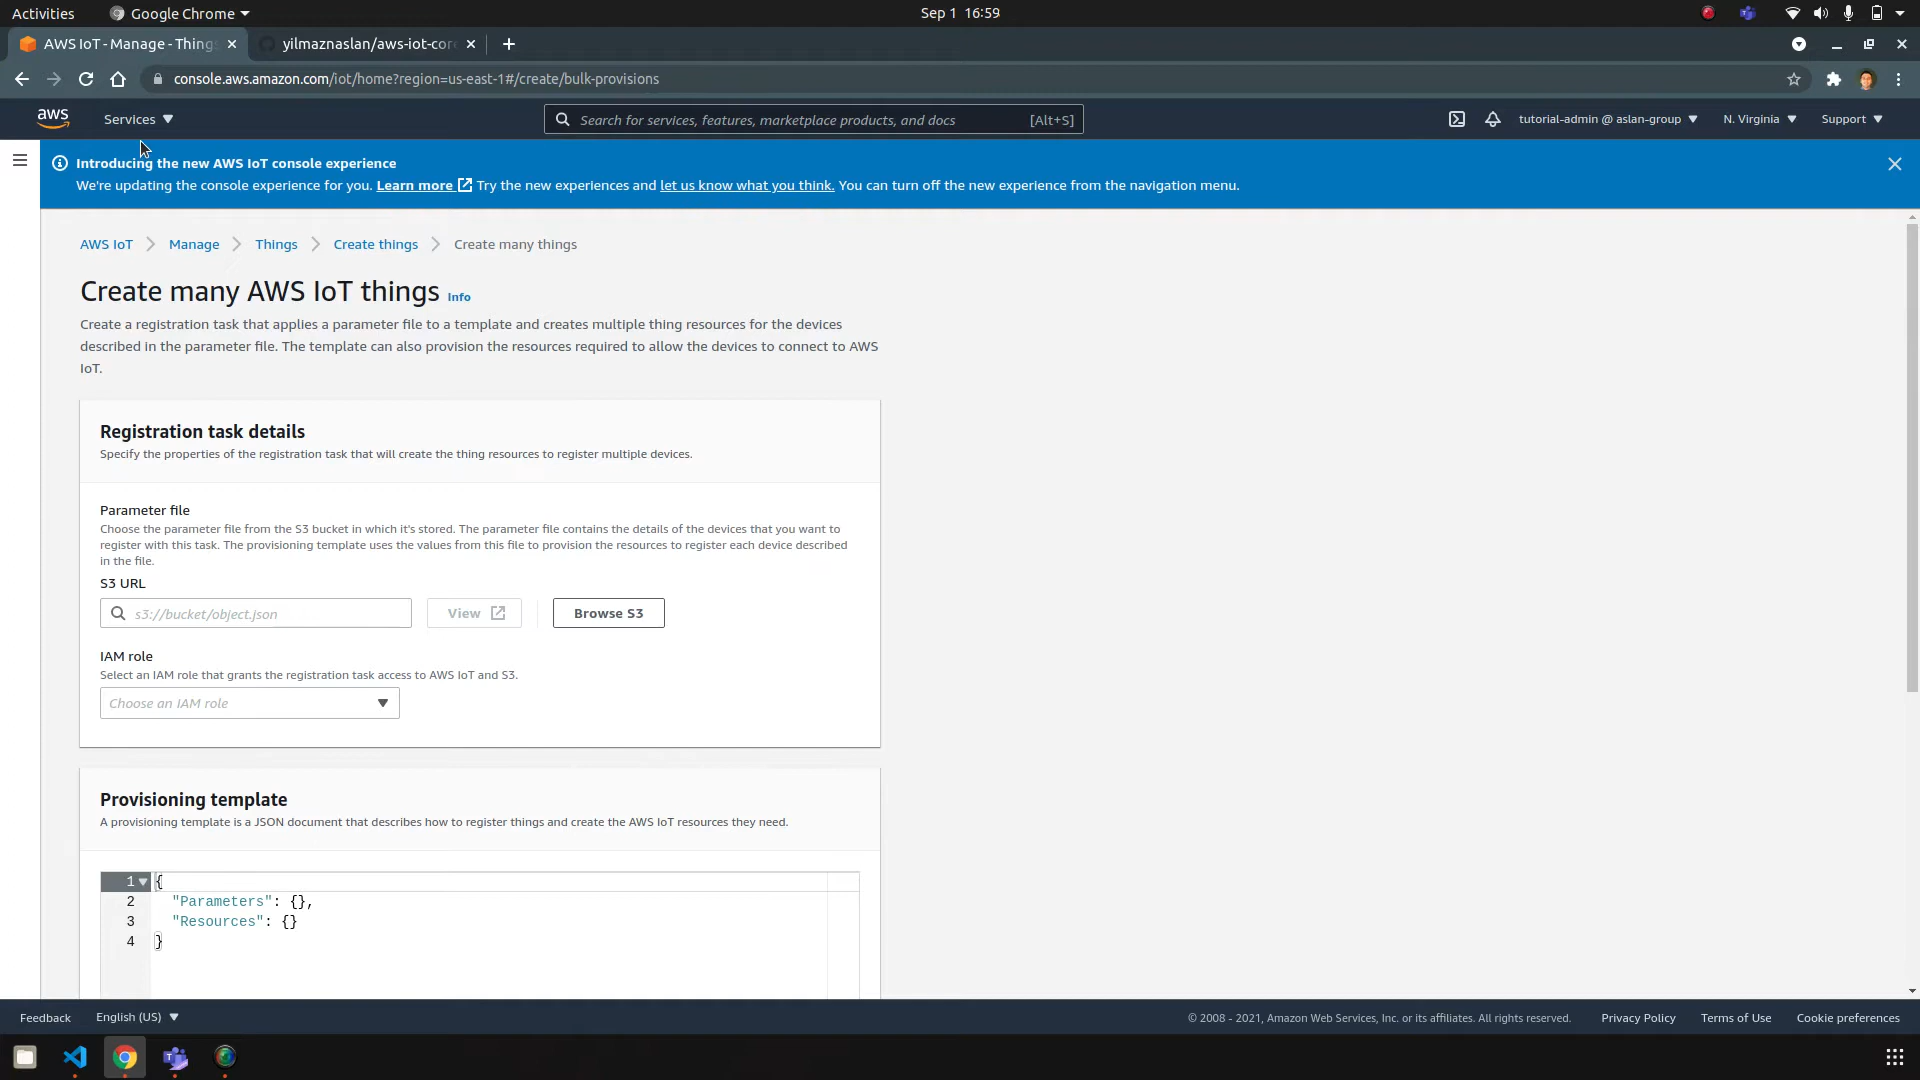 Activities
Google Chrome
Sep 1 16:59
AWS IoT - Manage - Things
yilmaznaslan/aws-iot-cor
console.aws.amazon.com/iot/home?region=us-east-1#/create/bulk-provisions
aws
Services
Search for services, features, marketplace products, and docs
[Alt+S]
tutorial-admin @ aslan-group
N. Virginia
Support
Introducing the new AWS IoT console experience
We're updating the console experience for you. Learn more Try the new experiences and let us know what you think. You can turn off the new experience from the navigation menu.
AWS IoT
Manage
Things
Create things
Create many things
Create many AWS IoT things Info
Create a registration task that applies a parameter file to a template and creates multiple thing resources for the devices
described in the parameter file. The template can also provision the resources required to allow the devices to connect to AWS
IoT.
Registration task details
Specify the properties of the registration task that will create the thing resources to register multiple devices.
Parameter file
Choose the parameter file from the S3 bucket in which it's stored. The parameter file contains the details of the devices that you want to
register with this task. The provisioning template uses the values from this file to provision the resources to register each device described
in the file.
S3 URL
s3://bucket/object.json
View
Browse S3
IAM role
Select an IAM role that grants the registration task access to AWS IoT and S3.
Choose an IAM role
Provisioning template
A provisioning template is a JSON document that describes how to register things and create the AWS IoT resources they need.
1 {
2 "Parameters": {},
3 "Resources": {}
4 }
Feedback
English (US)
© 2008 - 2021, Amazon Web Services, Inc. or its affiliates. All rights reserved.
Privacy Policy
Terms of Use
Cookie preferences